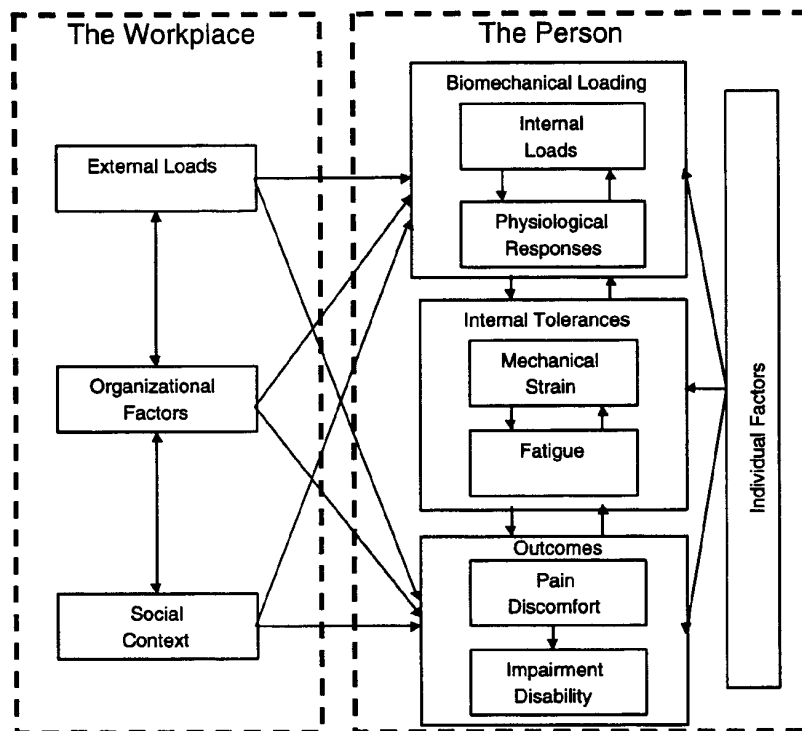 The Workplace
External Loads
Organizational
Factors
Social
Context
The Person
Biomechanical Loading
Internal
Loads
Physiological
Responses
Internal Tolerances
Mechanical
Strain
Fatigue
Outcomes
Pain
Discomfort
Impairment
Disability
Individual Factors